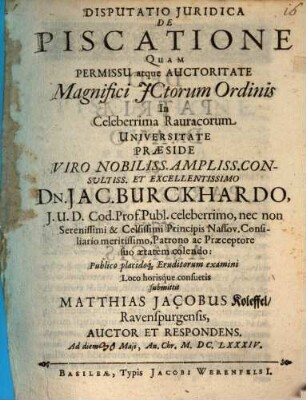 16
DISPUTATIO JURIDICA
DE
PISCATIONE
QUAM
PERMISSU atque AUCTORITATE
Magnifici JCtorum Ordinis
In
Celeberrima Rauracorum
UNIVERSITATE
PRÆSIDE
VIRO NOBILISS. AMPLISS. CON-
SULTISS. ET EXCELLENTISSIMO
DN. JAC. BURCKHARDO,
J. U. D. Cod. Prof. Publ. celeberrimo, nec non
Serenissimi & Celsissimi Principis Nassov. Consi-
liario meritissimo, Patrono ac Præceptore
suo ætatem colendo:
Publico placidoq; Eruditorum examini
Loco horisque consuetis
submittit
MATTHIAS JACOBUS Koleffel/
Ravenspurgensis,
AUCTOR ET RESPONDENS.
Ad diem Maji, An. Chr. M. DC. LXXXIV.
BASILEÆ, Typis JACOBI WERENFELSI.